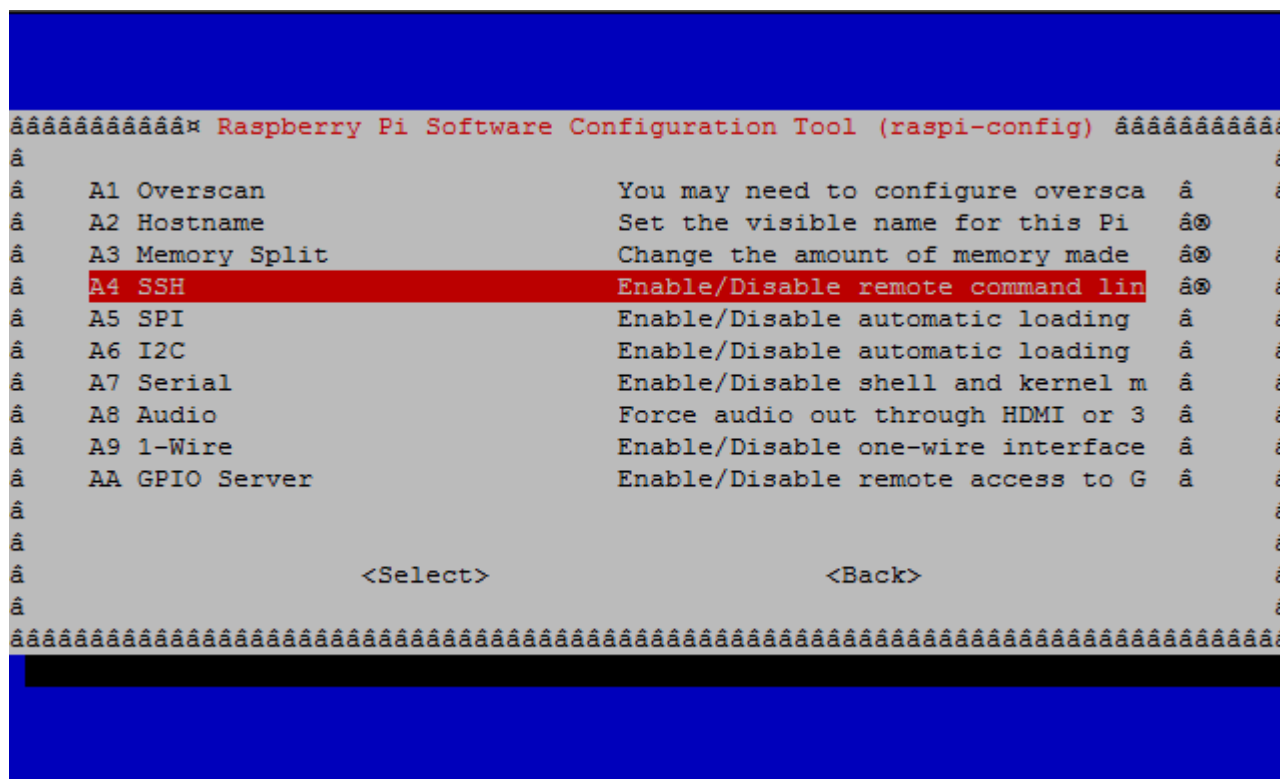 âââââââââââ¤ Raspberry Pi Software Configuration Tool (raspi-config) ââââââââââ
â
â A1 Overscan You may need to configure oversca â
â A2 Hostname Set the visible name for this Pi â®
â A3 Memory Split Change the amount of memory made â®
â A4 SSH Enable/Disable remote command lin â®
â A5 SPI Enable/Disable automatic loading â
â A6 I2C Enable/Disable automatic loading â
â A7 Serial Enable/Disable shell and kernel m â
â A8 Audio Force audio out through HDMI or 3 â
â A9 1-Wire Enable/Disable one-wire interface â
â AA GPIO Server Enable/Disable remote access to G â
â
â
â <Select> <Back>
â
âââââââââââââââââââââââââââââââââââââââââââââââââââââââââââââââââââââââââââââââ